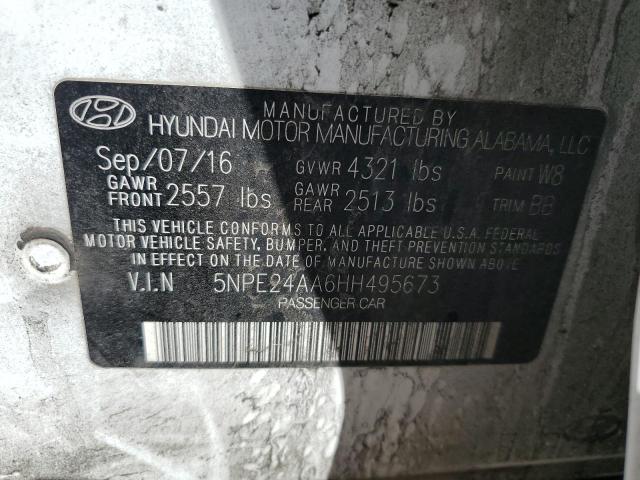 MANUFACTURED BY
HYUNDAI MOTOR MANUFACTURING ALABAMA, LLC
Sep/07/16 GVWR 4321 lbs PAINT W8
GAWR FRONT 2557 lbs GAWR REAR 2513 lbs TRIM BB
THIS VEHICLE CONFORMS TO ALL APPLICABLE U.S.A. FEDERAL
MOTOR VEHICLE SAFETY, BUMPER, AND THEFT PREVENTION STANDARDS
IN EFFECT ON THE DATE OF MANUFACTURE SHOWN ABOVE.
V.I.N 5NPE24AA6HH495673
PASSENGER CAR